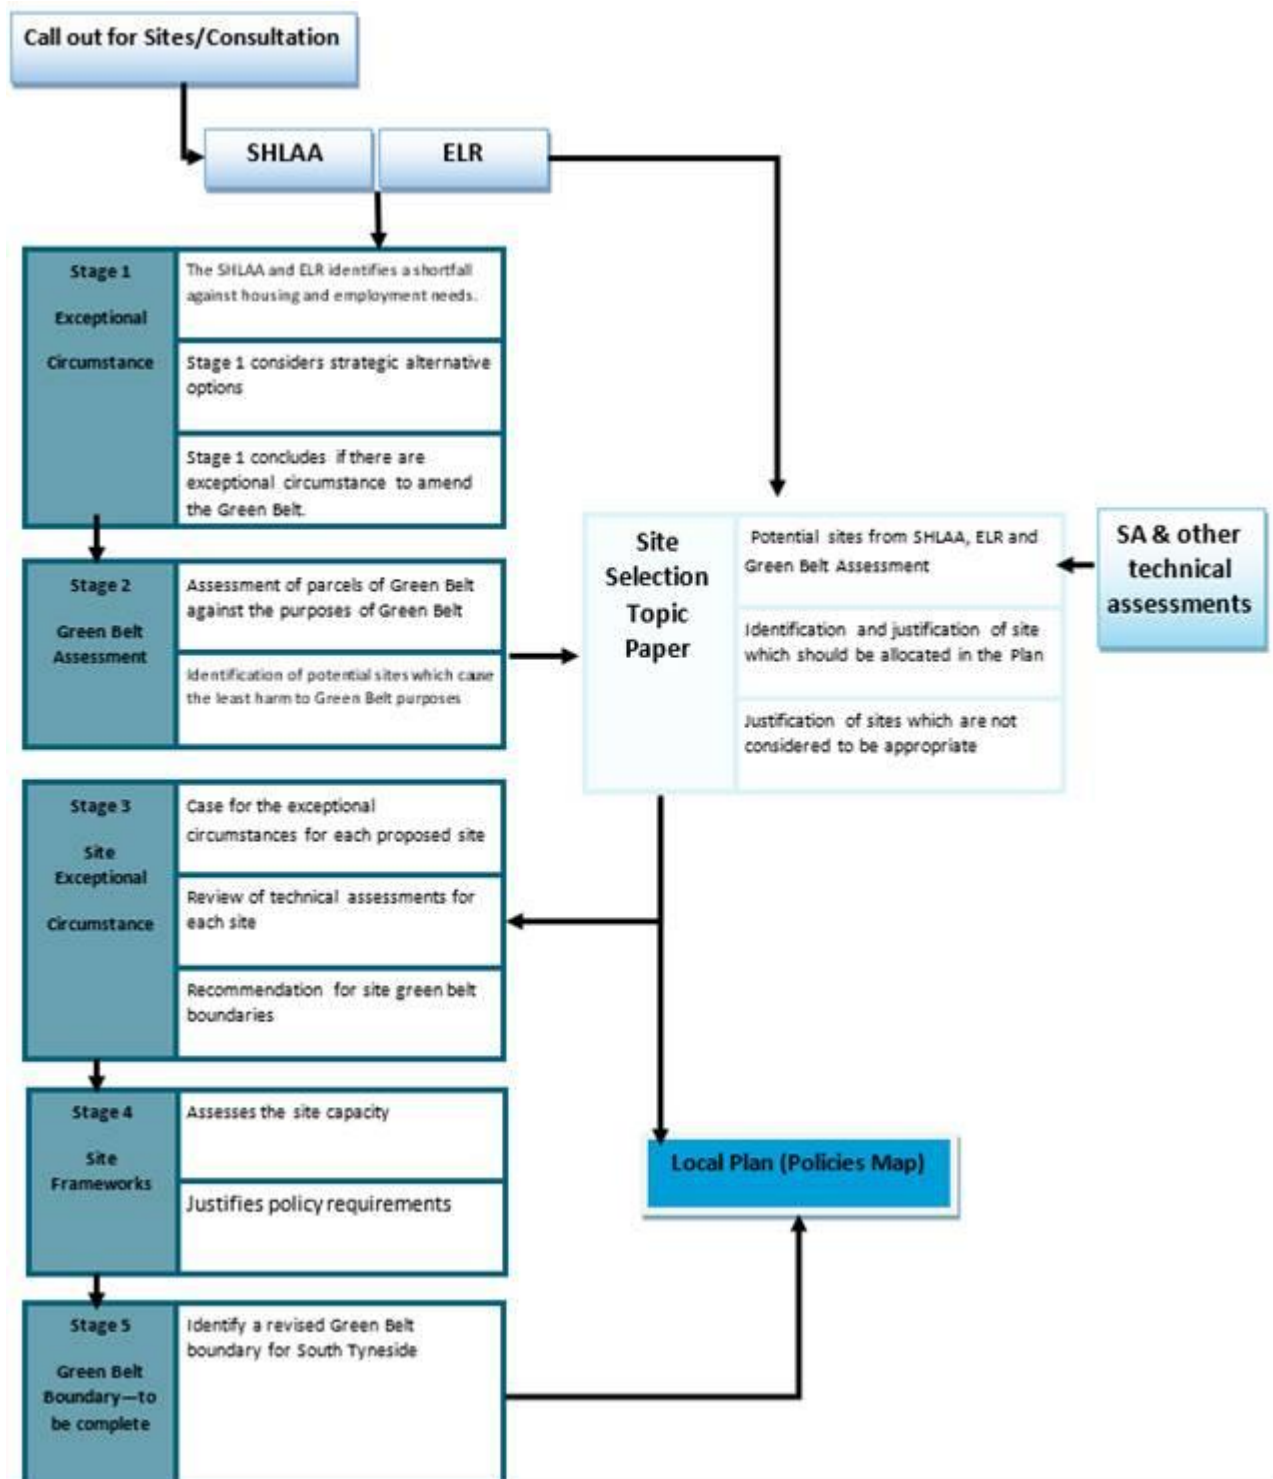 Call out for Sites/Consultation
SHLAA
ELR
Stage 1
Exceptional
Circumstance
The SHLAA and ELR identifies a shortfall
against housing and employment needs.
Stage 1 considers strategic alternative
options
Stage 1 concludes if there are
exceptional circumstance to amend
the Green Belt.
Stage 2
Green Belt
Assessment
Assessment of parcels of Green Belt
against the purposes of Green Belt
Identification of potential sites which cause
the least harm to Green Belt purposes
Site
Selection
Topic
Paper
Potential sites from SHLAA, ELR and
Green Belt Assessment
Identification and justification of site
which should be allocated in the Plan
Justification of sites which are not
considered to be appropriate
SA & other
technical
assessments
Stage 3
Site
Exceptional
Circumstance
Case for the exceptional
circumstances for each proposed site
Review of technical assessments for
each site
Recommendation for site green belt
boundaries
Stage 4
Site
Frameworks
Assesses the site capacity
Justifies policy requirements
Local Plan (Policies Map)
Stage 5
Green Belt
Boundary—to
be complete
Identify a revised Green Belt
boundary for South Tyneside